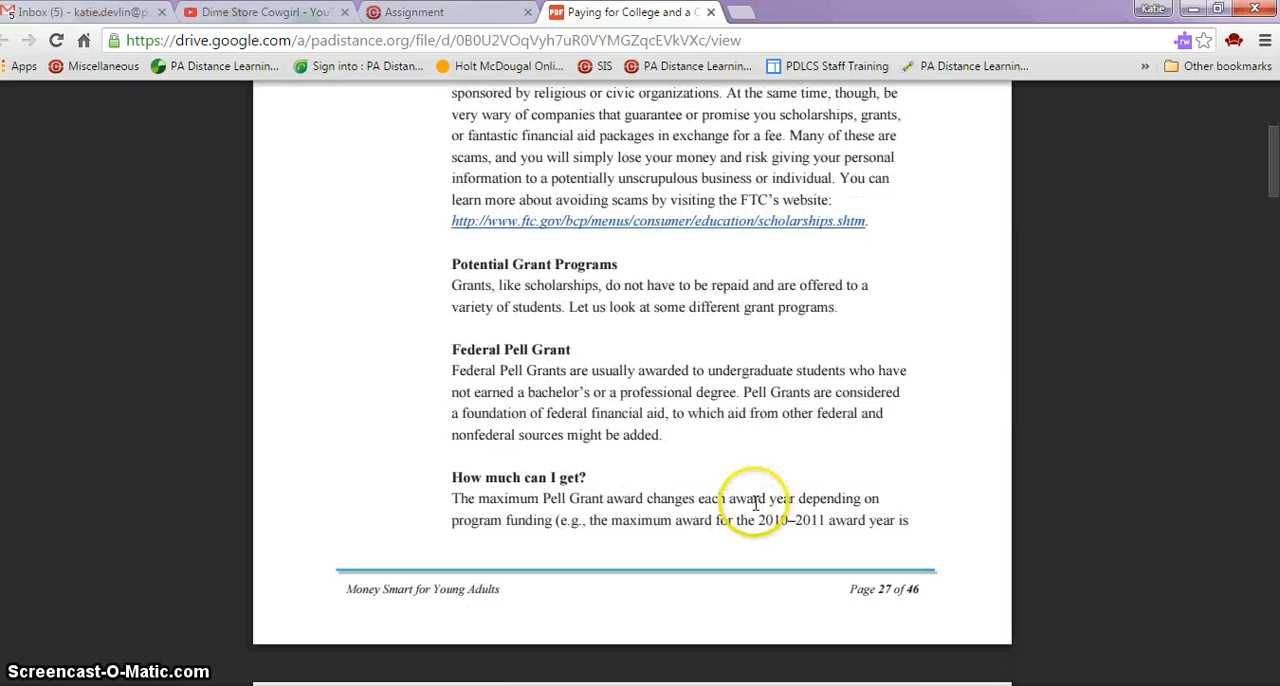 Inbox (5) - katie.devlin@p
Dime Store Cowgirl - You
Assignment
Paying for College and a C
Katie
https://drive.google.com/a/padistance.org/file/d/0B0U2VOqVyh7uR0VYMGZqcEVkVXc/view
Apps Miscellaneous PA Distance Learnin... Sign into : PA Distan... Holt McDougal Onli... SIS PA Distance Learnin... PDLCS Staff Training PA Distance Learnin... » Other bookmarks
sponsored by religious or civic organizations. At the same time, though, be
very wary of companies that guarantee or promise you scholarships, grants,
or fantastic financial aid packages in exchange for a fee. Many of these are
scams, and you will simply lose your money and risk giving your personal
information to a potentially unscrupulous business or individual. You can
learn more about avoiding scams by visiting the FTC's website:
http://www.ftc.gov/bcp/menus/consumer/education/scholarships.shtm.
Potential Grant Programs
Grants, like scholarships, do not have to be repaid and are offered to a
variety of students. Let us look at some different grant programs.
Federal Pell Grant
Federal Pell Grants are usually awarded to undergraduate students who have
not earned a bachelor's or a professional degree. Pell Grants are considered
a foundation of federal financial aid, to which aid from other federal and
nonfederal sources might be added.
How much can I get?
The maximum Pell Grant award changes each award year depending on
program funding (e.g., the maximum award for the 2010–2011 award year is
Money Smart for Young Adults Page 27 of 46
Screencast-O-Matic.com